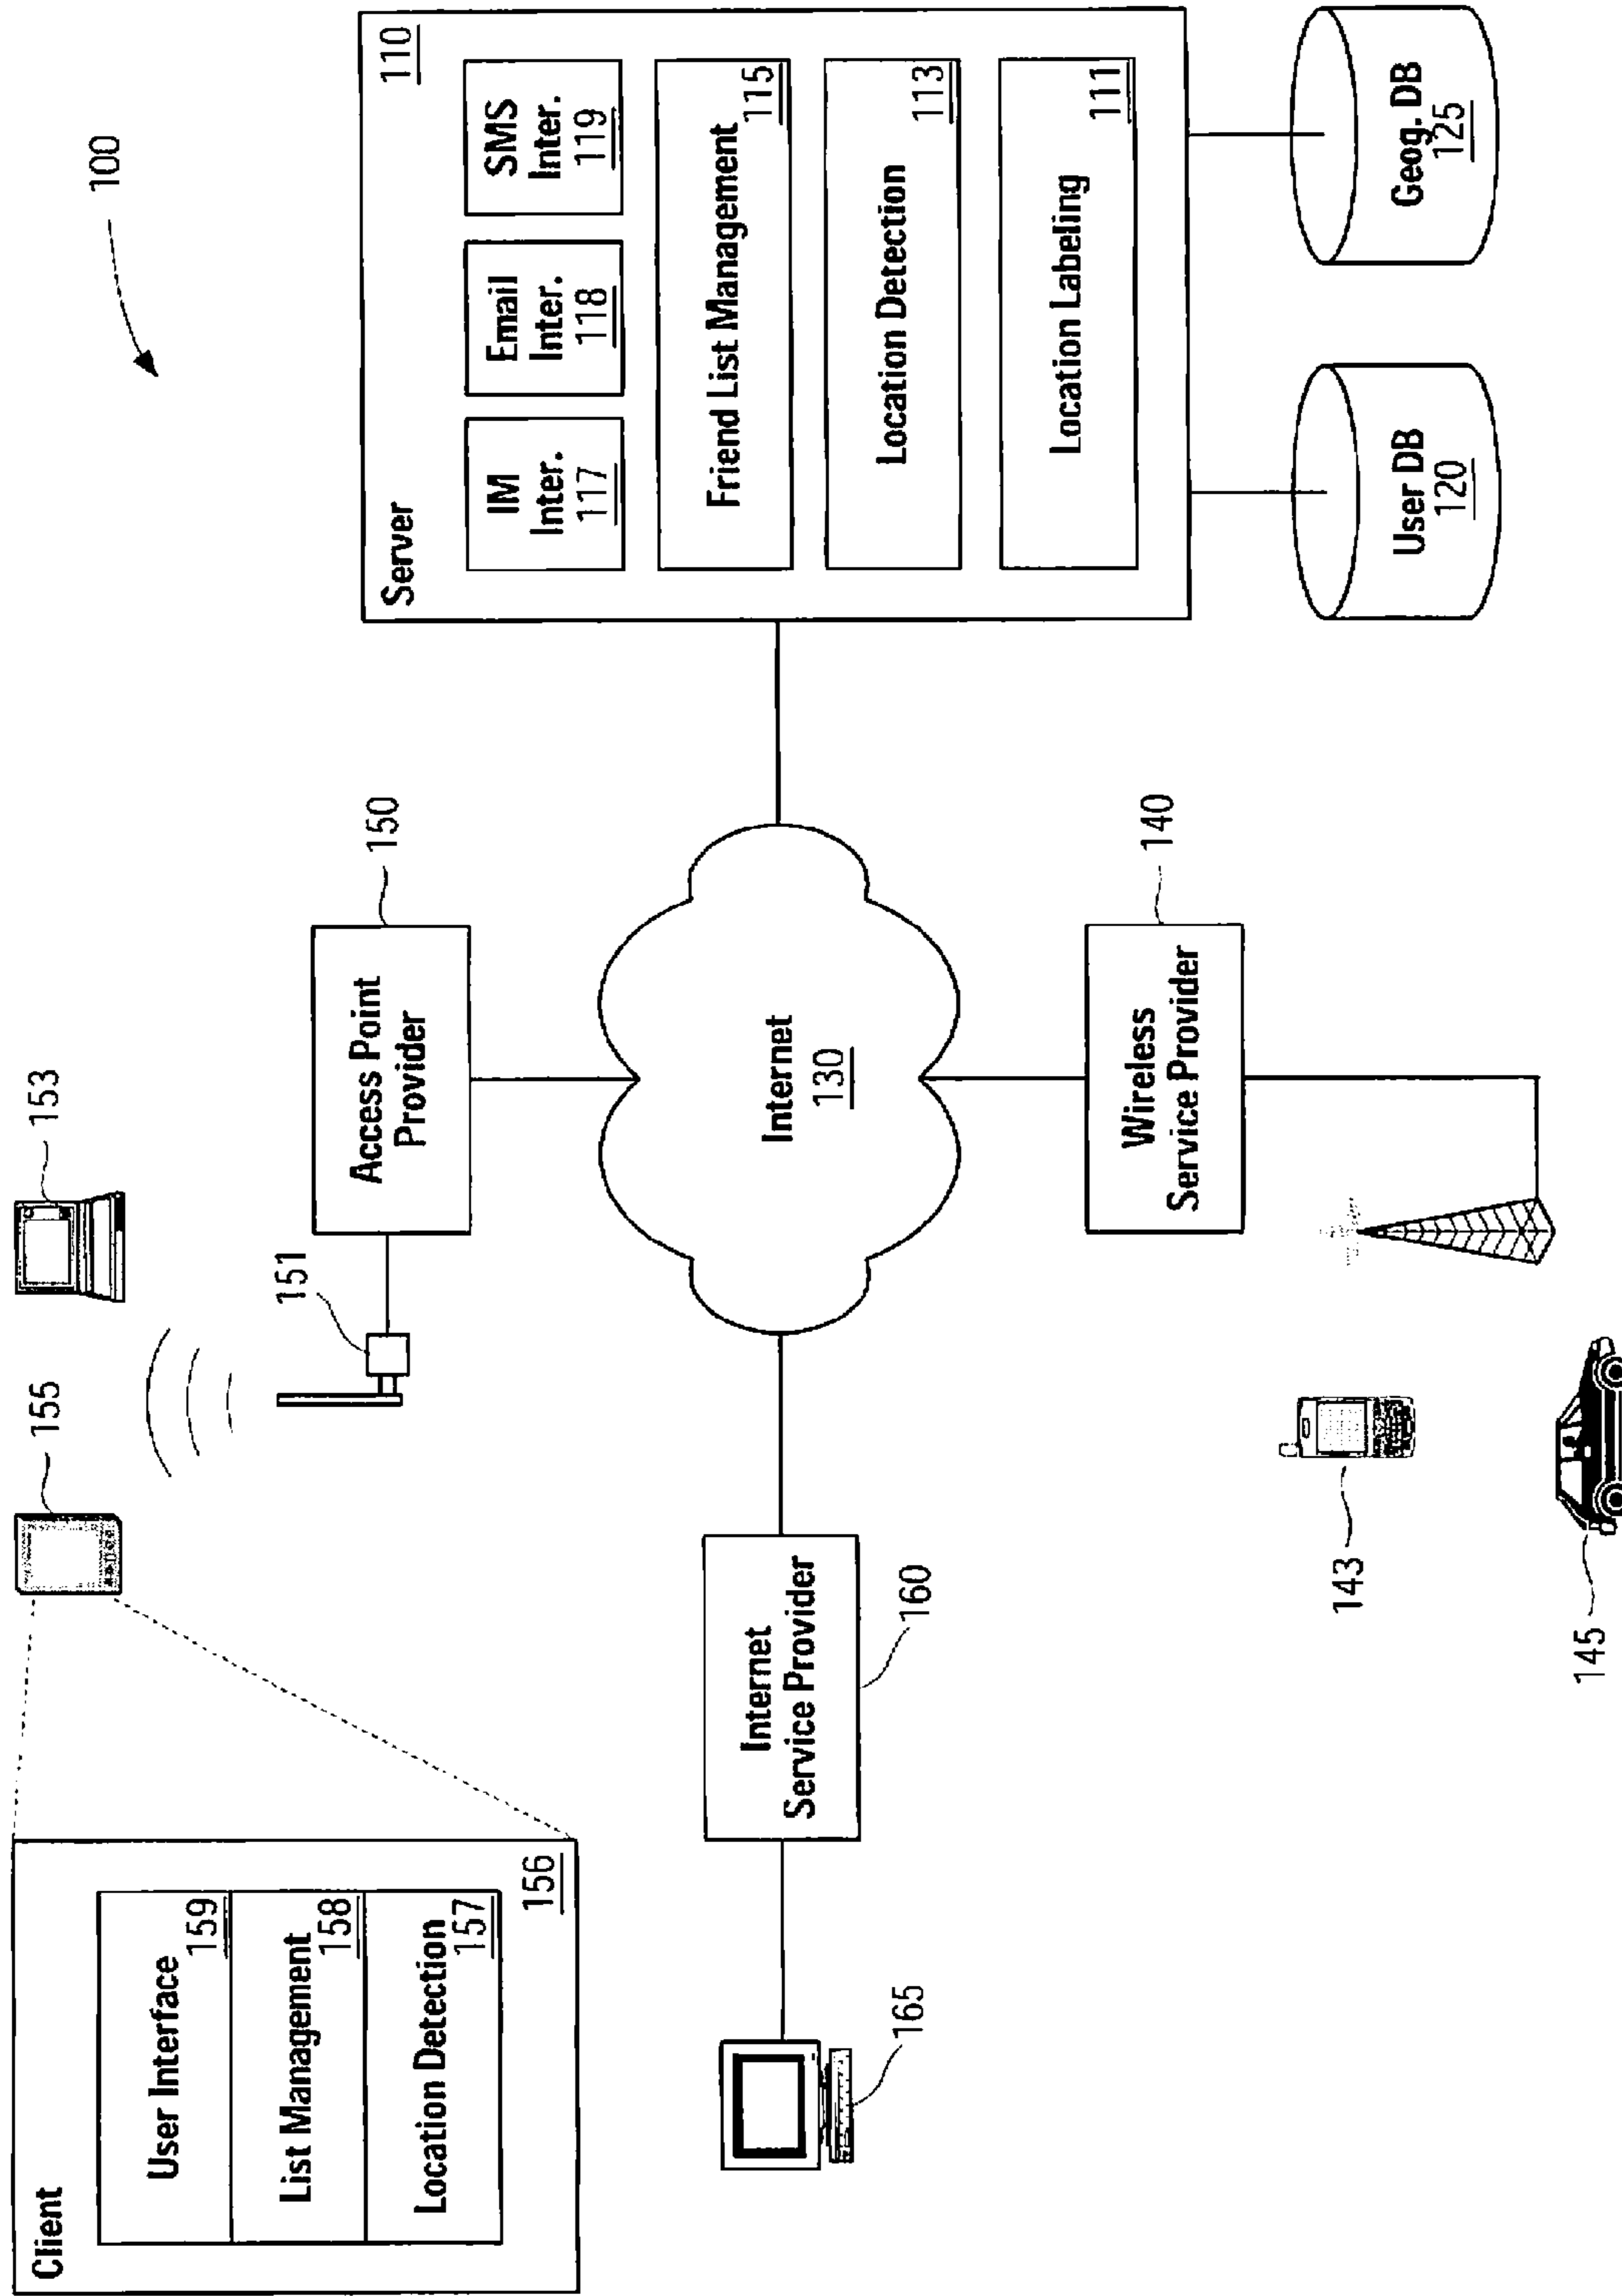 100
Client
User Interface
159
List Management
158
Location Detection
157
156
155
153
151
Access Point
Provider
150
Server
110
IM
Inter.
117
Email
Inter.
118
SMS
Inter.
119
Friend List Management
115
Location Detection
113
Location Labeling
111
Internet
130
165
Internet
Service Provider
160
Wireless
Service Provider
140
143
145
User DB
120
Geog. DB
125